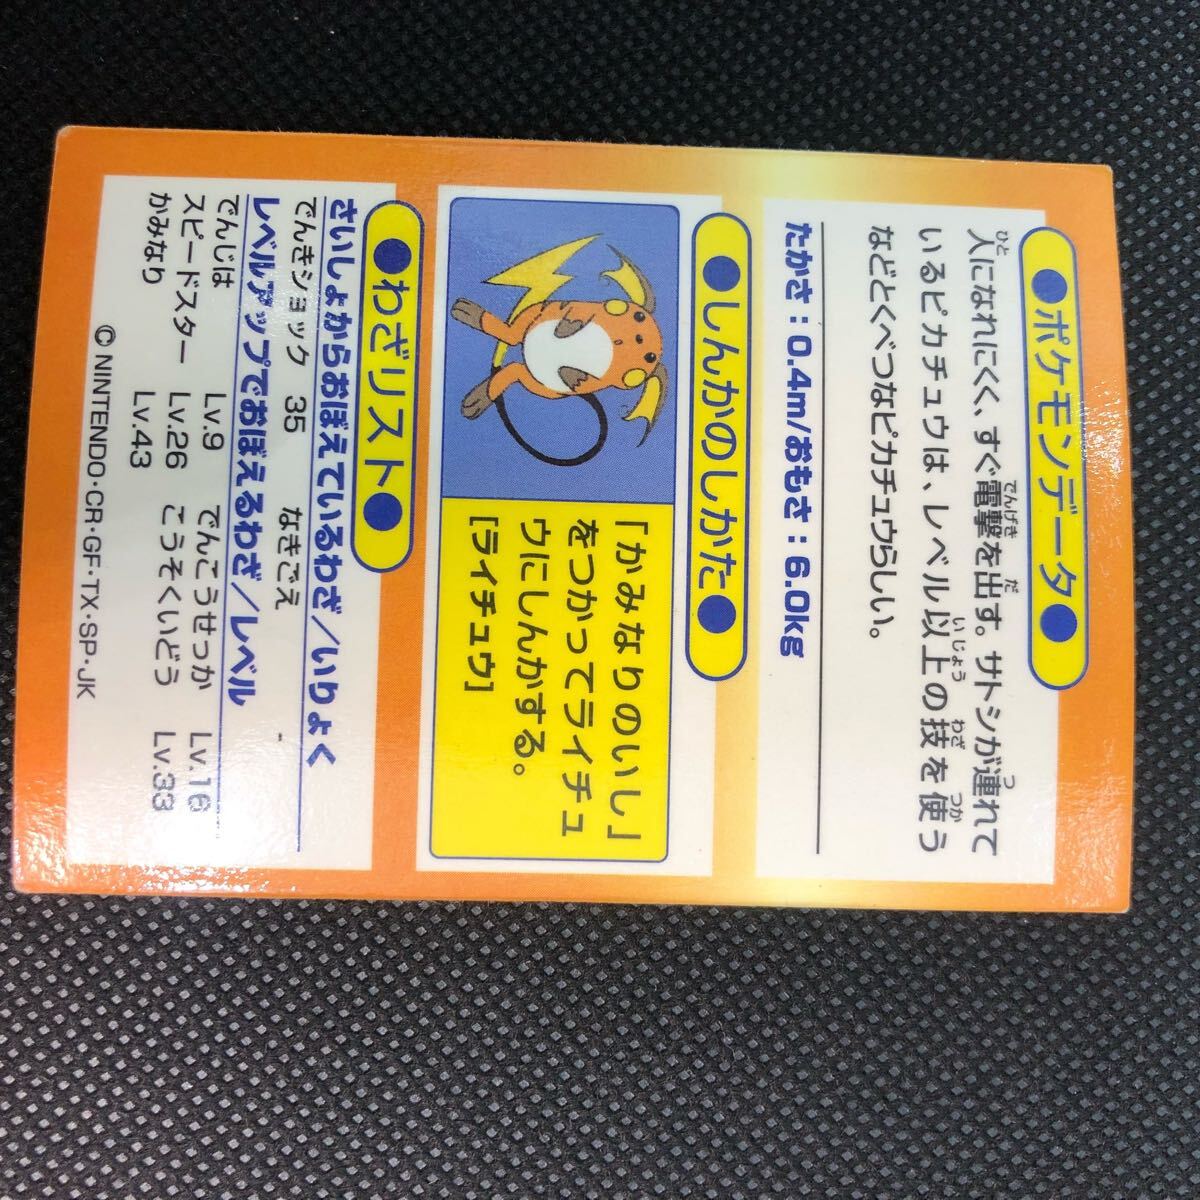 ●ポケモンデータ●
人になれにくく、すぐ電撃を出す。サトシが連れて
いるピカチュウは、レベル以上の技を使う
などとくべつなピカチュウらしい。
たかさ：0.4m/おもさ：6.0kg
●しんかのしかた●
「かみなりのいし」
をつかってライチュ
ウにしんかする。
[ライチュウ]
●わざリスト●
さいしょからおぼえているわざ/いりょく
でんきショック 35 なきごえ -
レベルアップでおぼえるわざ/レベル
でんじは Lv.9 でんこうせっか Lv.16
スピードスター Lv.26 こうそくいどう Lv.33
かみなり Lv.43
©NINTENDO·CR·GF·TX·SP·JK